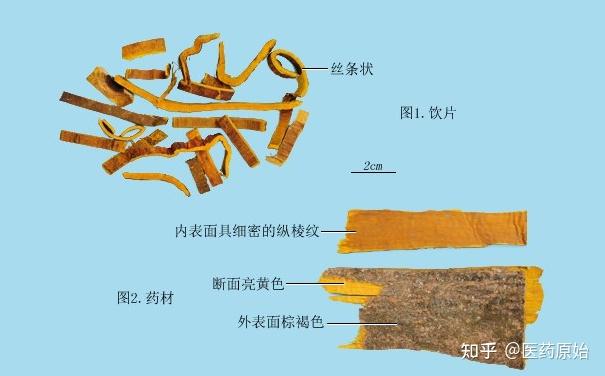 丝条状
图1.饮片
2cm
内表面具细密的纵棱纹
断面亮黄色
图2.药材
外表面棕褐色
知乎 @医药原始